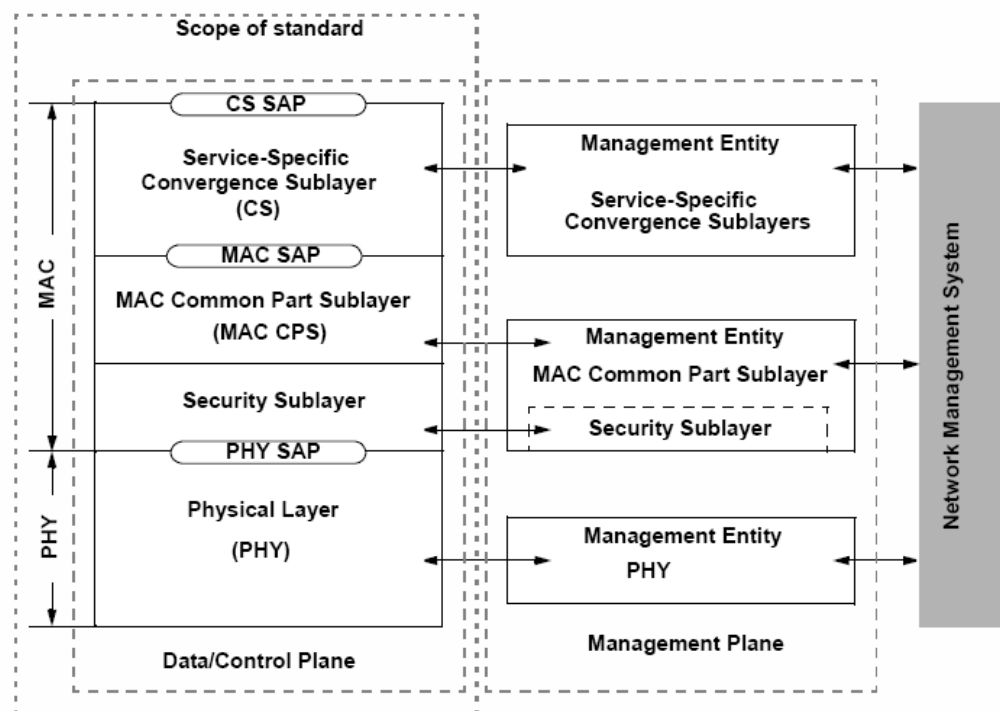 Scope of standard
CS SAP
Service-Specific
Convergence Sublayer
(CS)
MAC SAP
MAC Common Part Sublayer
(MAC CPS)
Security Sublayer
PHY SAP
Physical Layer
(PHY)
Data/Control Plane
MAC
PHY
Management Entity
Service-Specific
Convergence Sublayers
Management Entity
MAC Common Part Sublayer
Security Sublayer
Management Entity
PHY
Management Plane
Network Management System